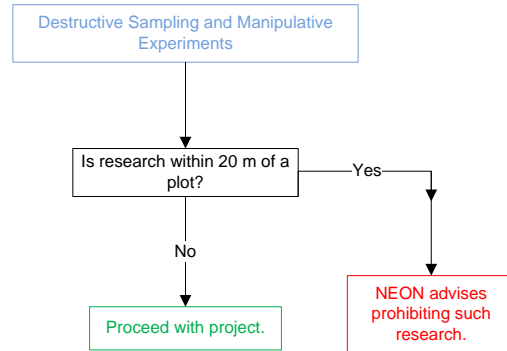 Destructive Sampling and Manipulative
Experiments
Is research within 20 m of a
plot?
Yes
No
Proceed with project.
NEON advises
prohibiting such
research.